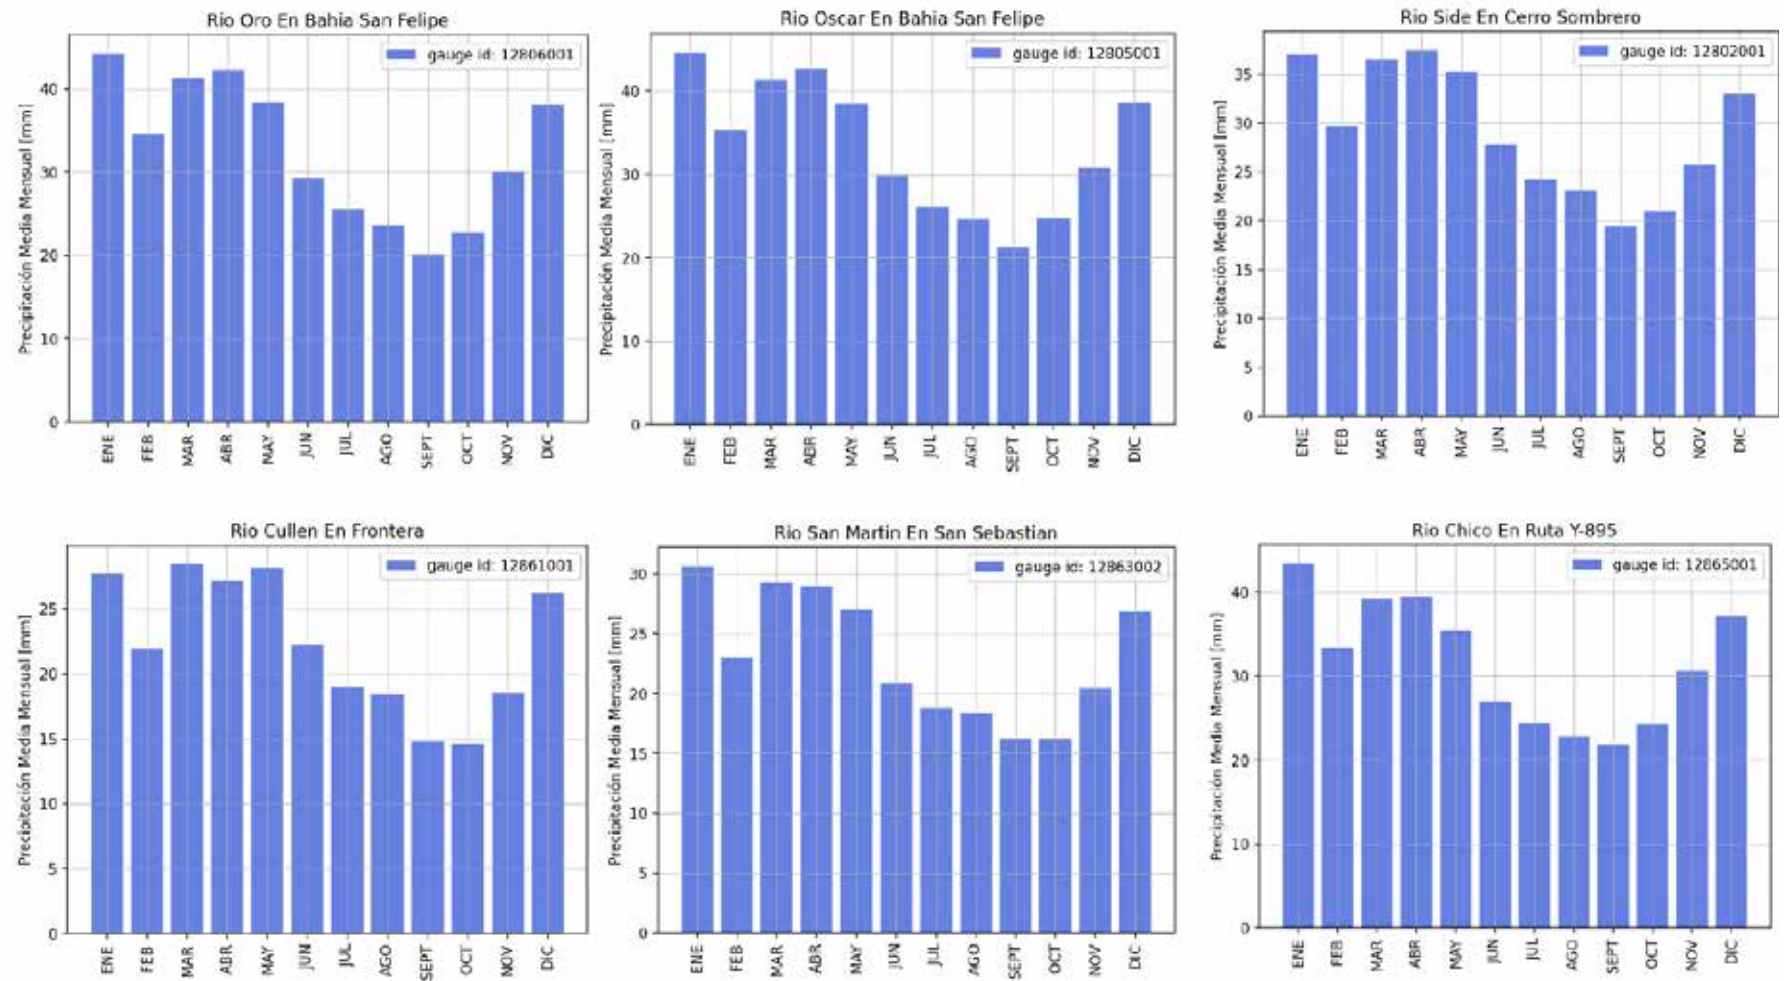 Rio Oro En Bahia San Felipe
gauge id: 12806001
Precipitación Media Mensual [mm]
40
30
20
10
0
ENE FEB MAR ABR MAY JUN JUL AGO SEPT OCT NOV DIC
Rio Oscar En Bahia San Felipe
gauge id: 12805001
Precipitación Media Mensual [mm]
40
30
20
10
0
ENE FEB MAR ABR MAY JUN JUL AGO SEPT OCT NOV DIC
Rio Side En Cerro Sombrero
gauge id: 12802001
Precipitación Media Mensual [mm]
35
30
25
20
15
10
5
0
ENE FEB MAR ABR MAY JUN JUL AGO SEPT OCT NOV DIC
Rio Cullen En Frontera
gauge id: 12861001
Precipitación Media Mensual [mm]
25
20
15
10
5
0
ENE FEB MAR ABR MAY JUN JUL AGO SEPT OCT NOV DIC
Rio San Martin En San Sebastian
gauge id: 12863002
Precipitación Media Mensual [mm]
30
25
20
15
10
5
0
ENE FEB MAR ABR MAY JUN JUL AGO SEPT OCT NOV DIC
Rio Chico En Ruta Y-895
gauge id: 12865001
Precipitación Media Mensual [mm]
40
30
20
10
0
ENE FEB MAR ABR MAY JUN JUL AGO SEPT OCT NOV DIC